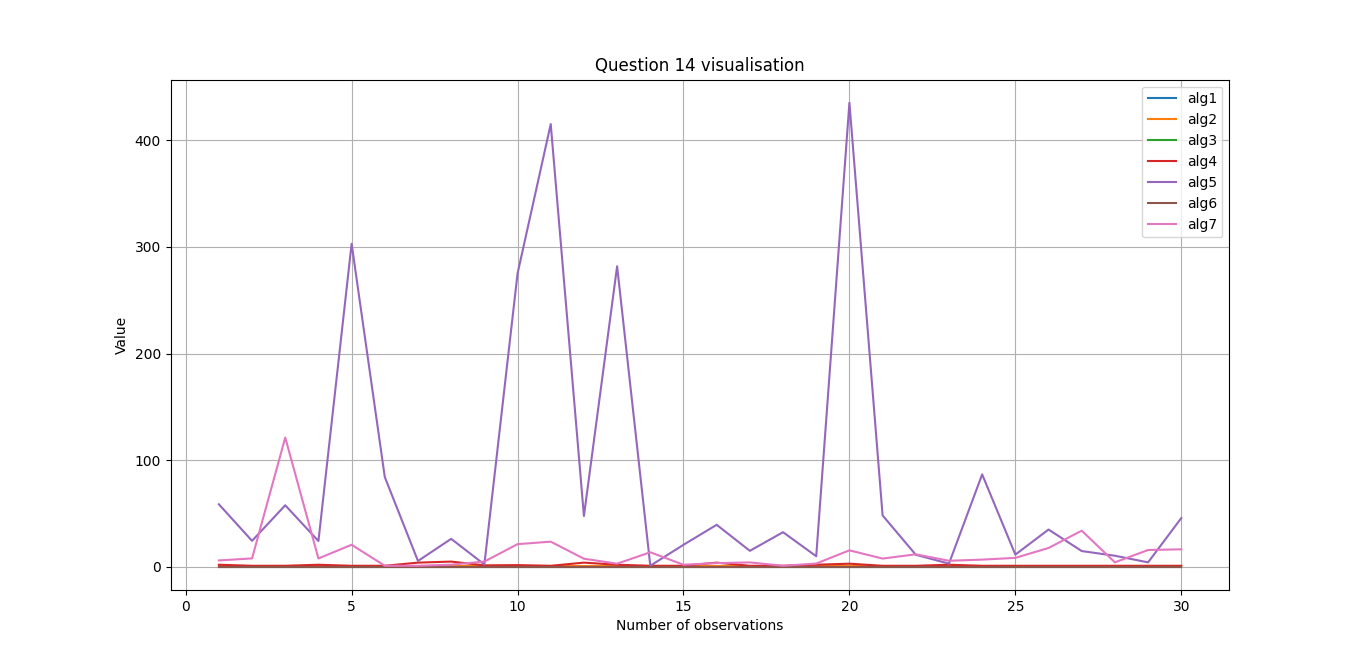 Question 14 visualisation
alg1
alg2
alg3
alg4
alg5
alg6
alg7
400
300
200
100
0
Value
0 5 10 15 20 25 30
Number of observations